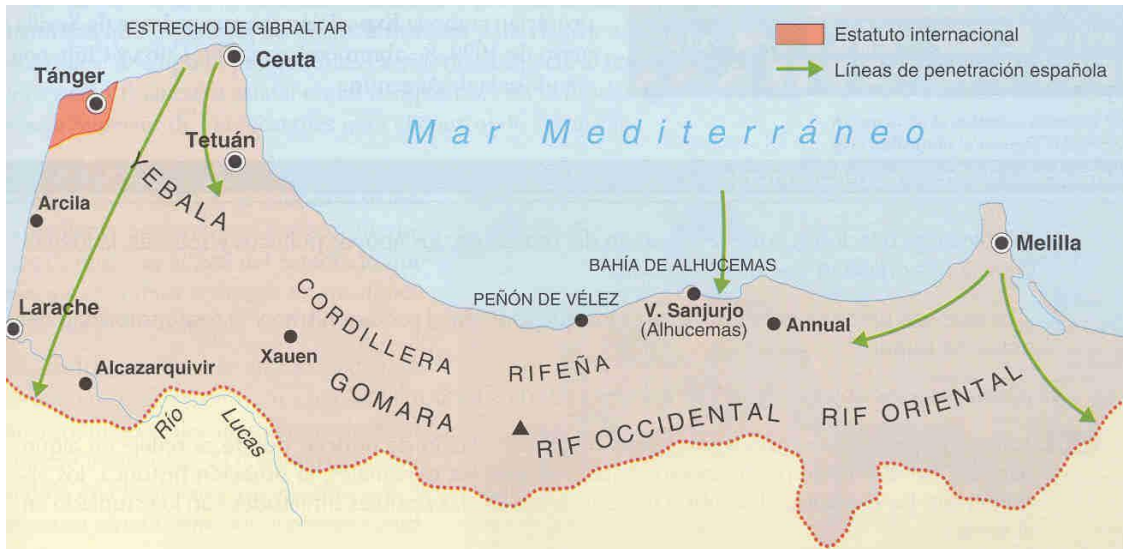 ESTRECHO DE GIBRALTAR
Estatuto internacional
Líneas de penetración española
Ceuta
Tánger
Tetuán
Mar Mediterráneo
YEBALA
Arcila
Melilla
BAHÍA DE ALHUCEMAS
PEÑÓN DE VÉLEZ
V. Sanjurjo
(Alhucemas)
Annual
Larache
CORDILLERA
RIFEÑA
Xauen
Alcazarquivir
GOMARA
RIF OCCIDENTAL
RIF ORIENTAL
Río
Lucas